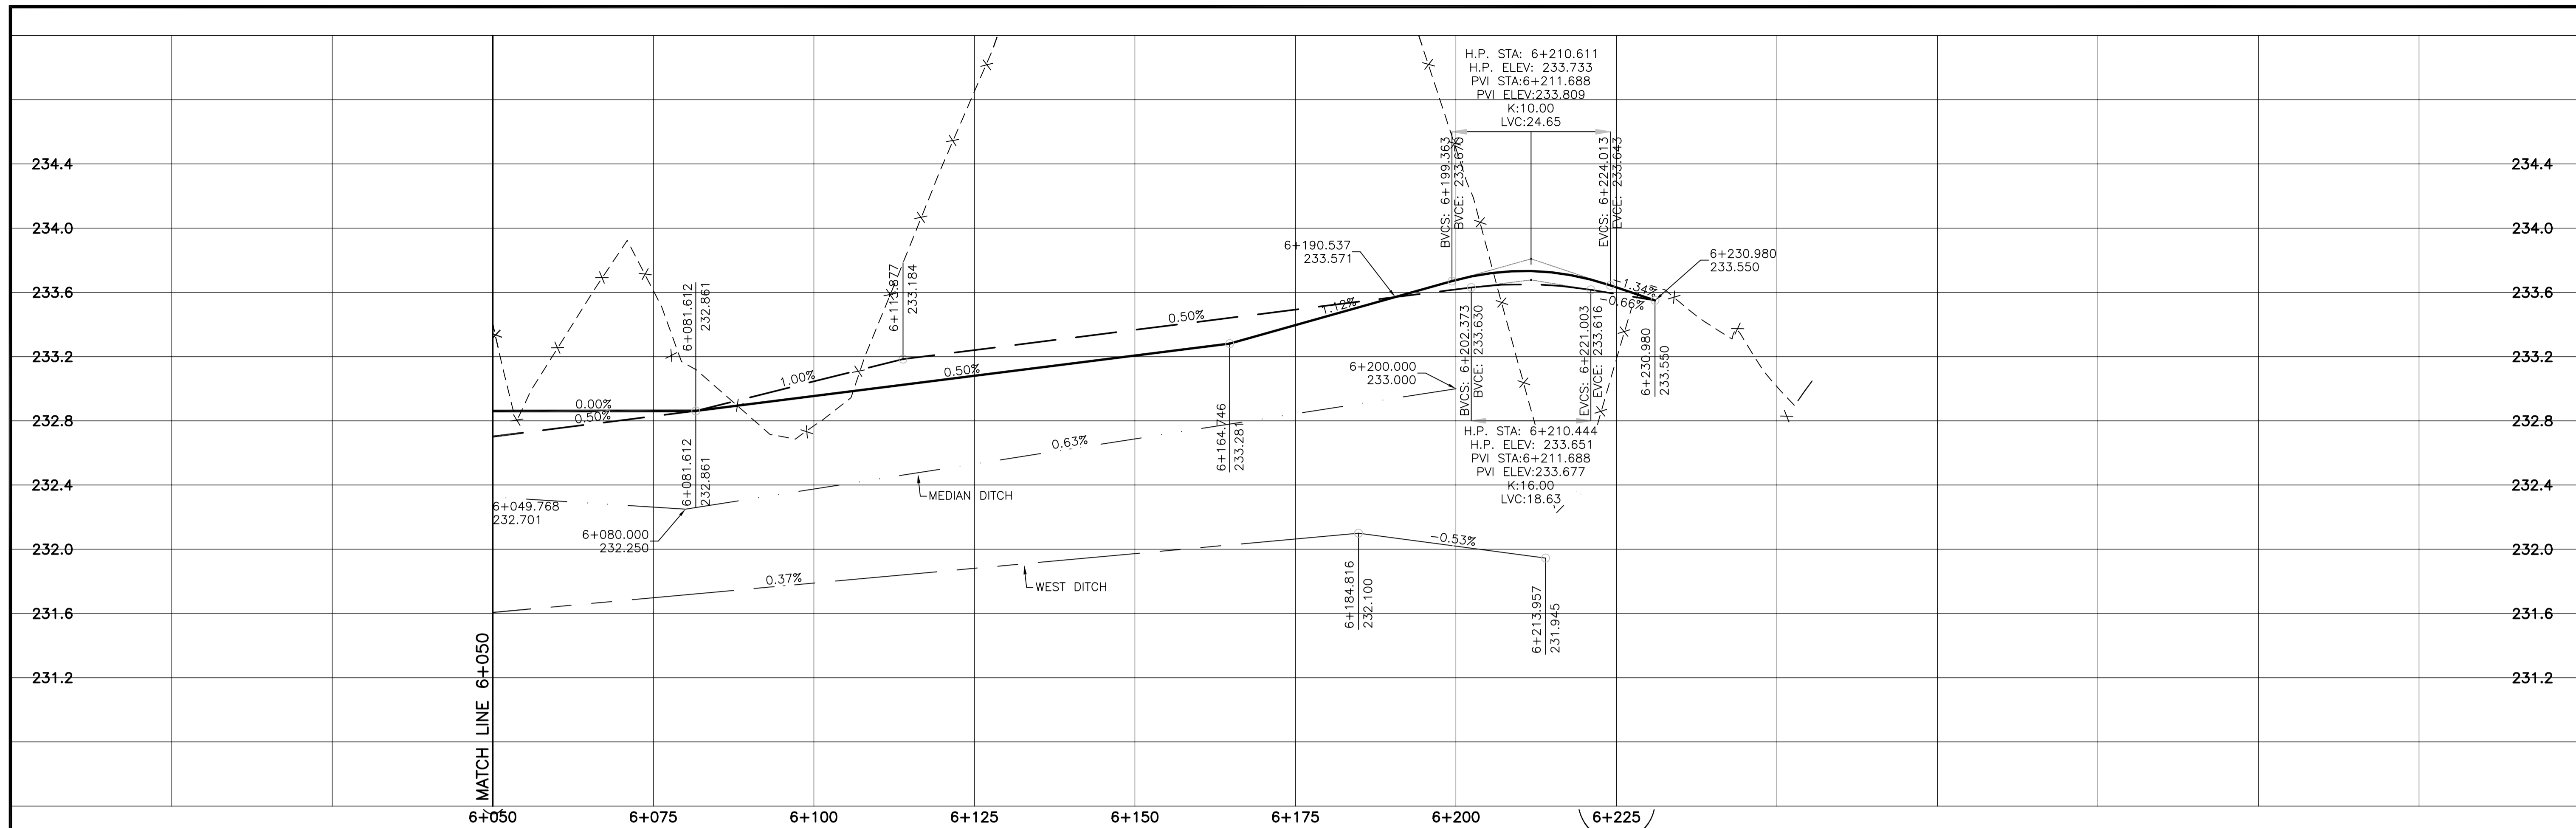 H.P. STA: 6+210.611
H.P. ELEV: 233.733
PVI STA:6+211.688
PVI ELEV:233.809
K:10.00
LVC:24.65
BVCS: 6+199.363
BVCE: 233.670
EVCS: 6+224.013
EVCE: 233.643
234.4
234.4
234.0
234.0
6+190.537
233.571
6+230.980
233.550
233.6
233.6
6+081.612
232.861
6+113.877
233.184
0.50%
1.12%
-1.34%
-0.66%
233.2
233.2
1.00%
0.50%
6+200.000
233.000
BVCS: 6+202.373
BVCE: 233.630
EVCS: 6+221.003
EVCE: 233.616
6+230.980
233.550
0.00%
0.50%
232.8
232.8
6+081.612
232.861
0.63%
6+164.746
233.281
H.P. STA: 6+210.444
H.P. ELEV: 233.651
PVI STA:6+211.688
PVI ELEV:233.677
K:16.00
LVC:18.63
232.4
232.4
MEDIAN DITCH
6+049.768
232.701
6+080.000
232.250
232.0
232.0
-0.53%
0.37%
WEST DITCH
6+184.816
232.100
6+213.957
231.945
231.6
231.6
231.2
231.2
MATCH LINE 6+050
6+050
6+075
6+100
6+125
6+150
6+175
6+200
6+225